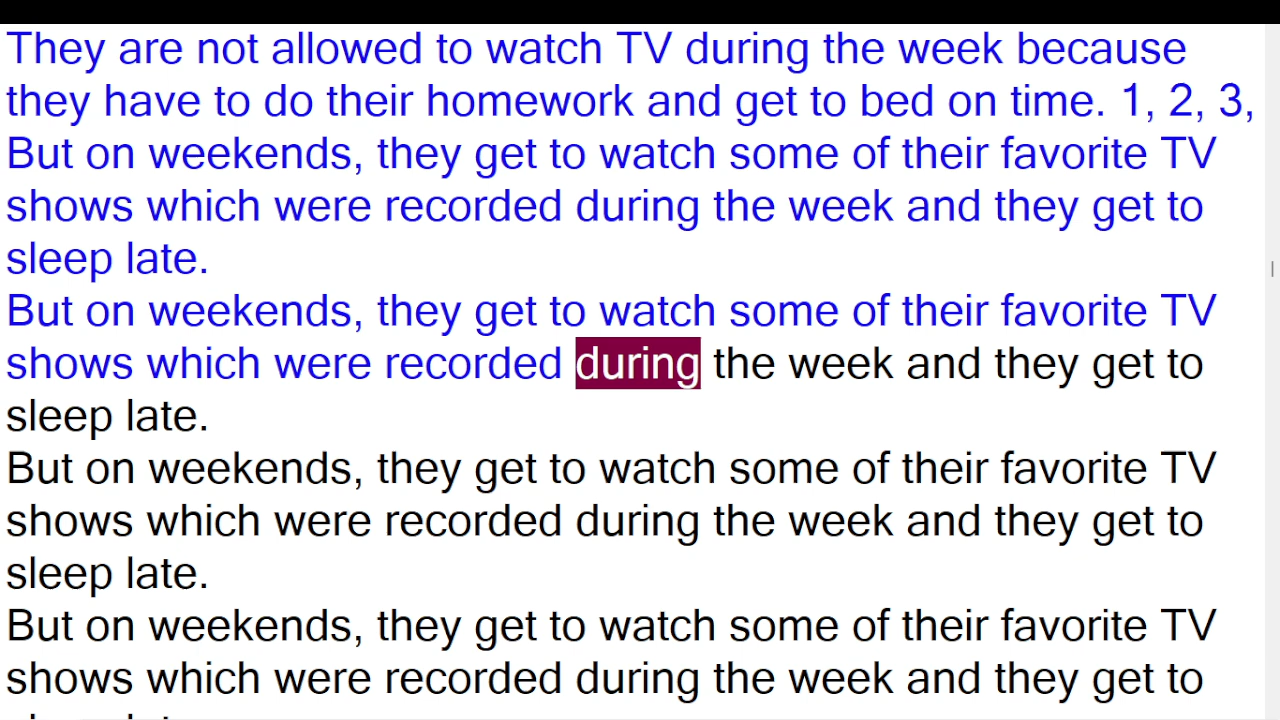 They are not allowed to watch TV during the week because
they have to do their homework and get to bed on time. 1, 2, 3,
But on weekends, they get to watch some of their favorite TV
shows which were recorded during the week and they get to
sleep late.
But on weekends, they get to watch some of their favorite TV
shows which were recorded during the week and they get to
sleep late.
But on weekends, they get to watch some of their favorite TV
shows which were recorded during the week and they get to
sleep late.
But on weekends, they get to watch some of their favorite TV
shows which were recorded during the week and they get to